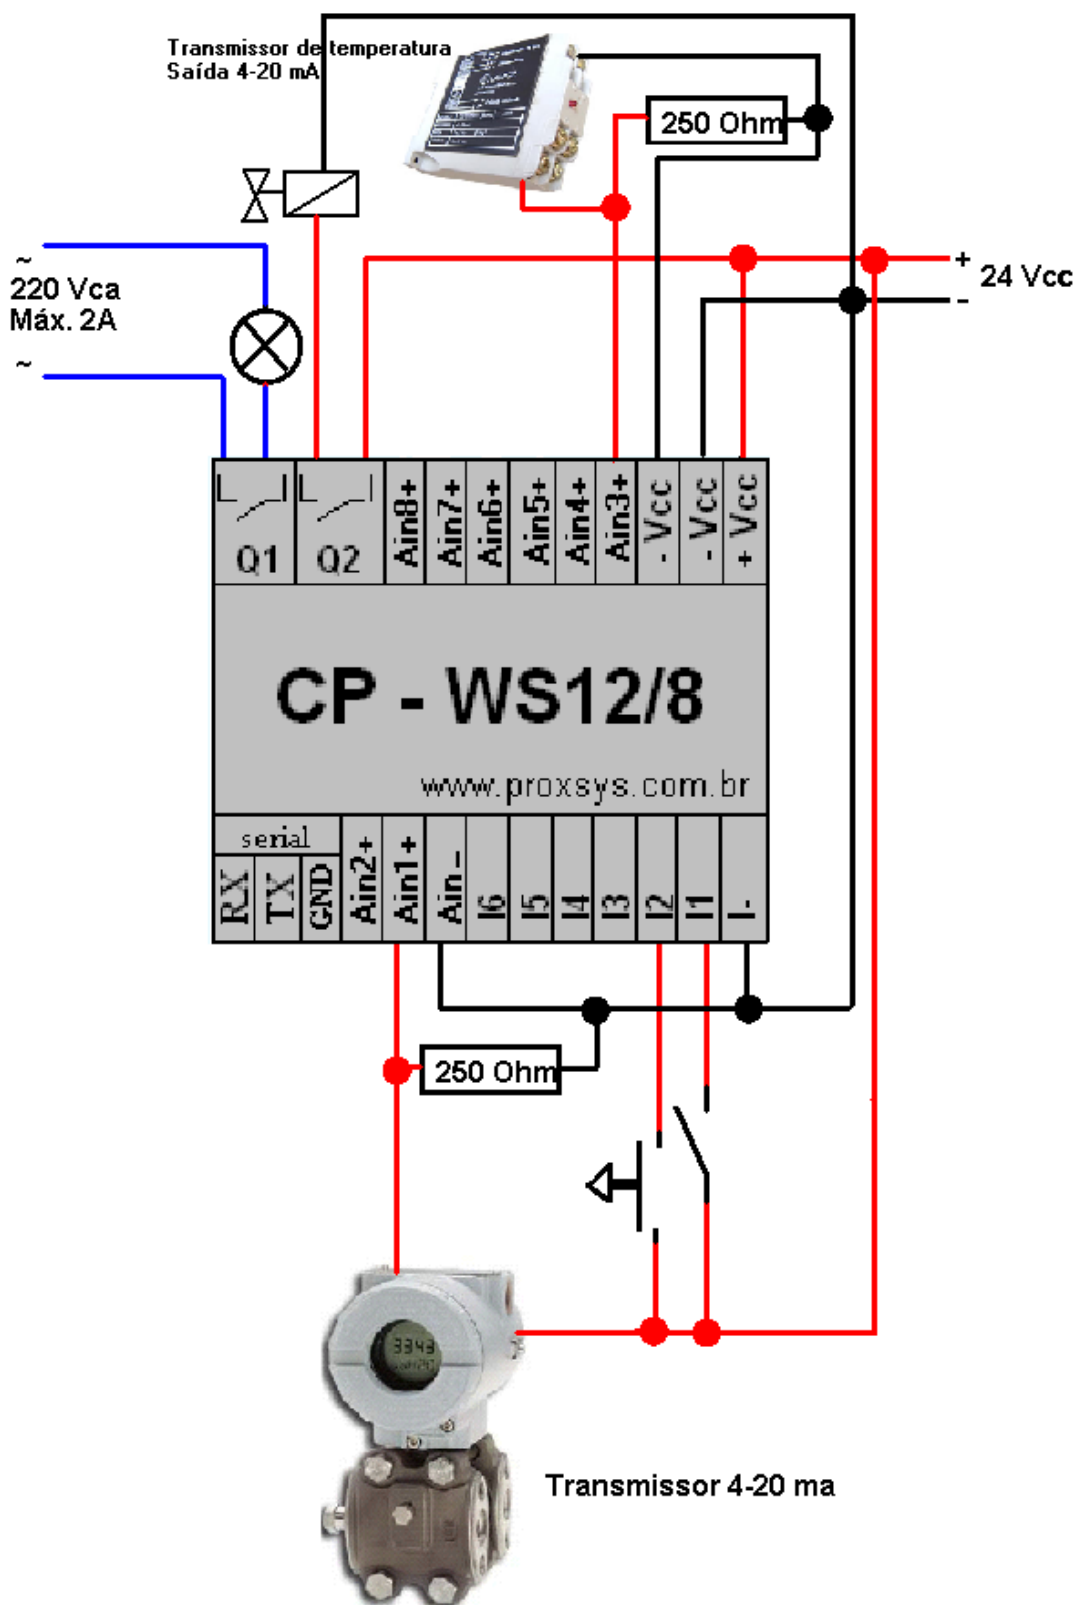 Transmissor de temperatura
Saída 4-20 mA
250 Ohm
~
220 Vca
Máx. 2A
~
+
24 Vcc
-
Q1
Q2
Ain8+
Ain7+
Ain6+
Ain5+
Ain4+
Ain3+
- Vcc
- Vcc
+ Vcc
CP - WS12/8
www.proxsys.com.br
serial
RX
TX
GND
Ain2+
Ain1+
Ain-
I6
I5
I4
I3
I2
I1
I-
250 Ohm
3343
Transmissor 4-20 ma